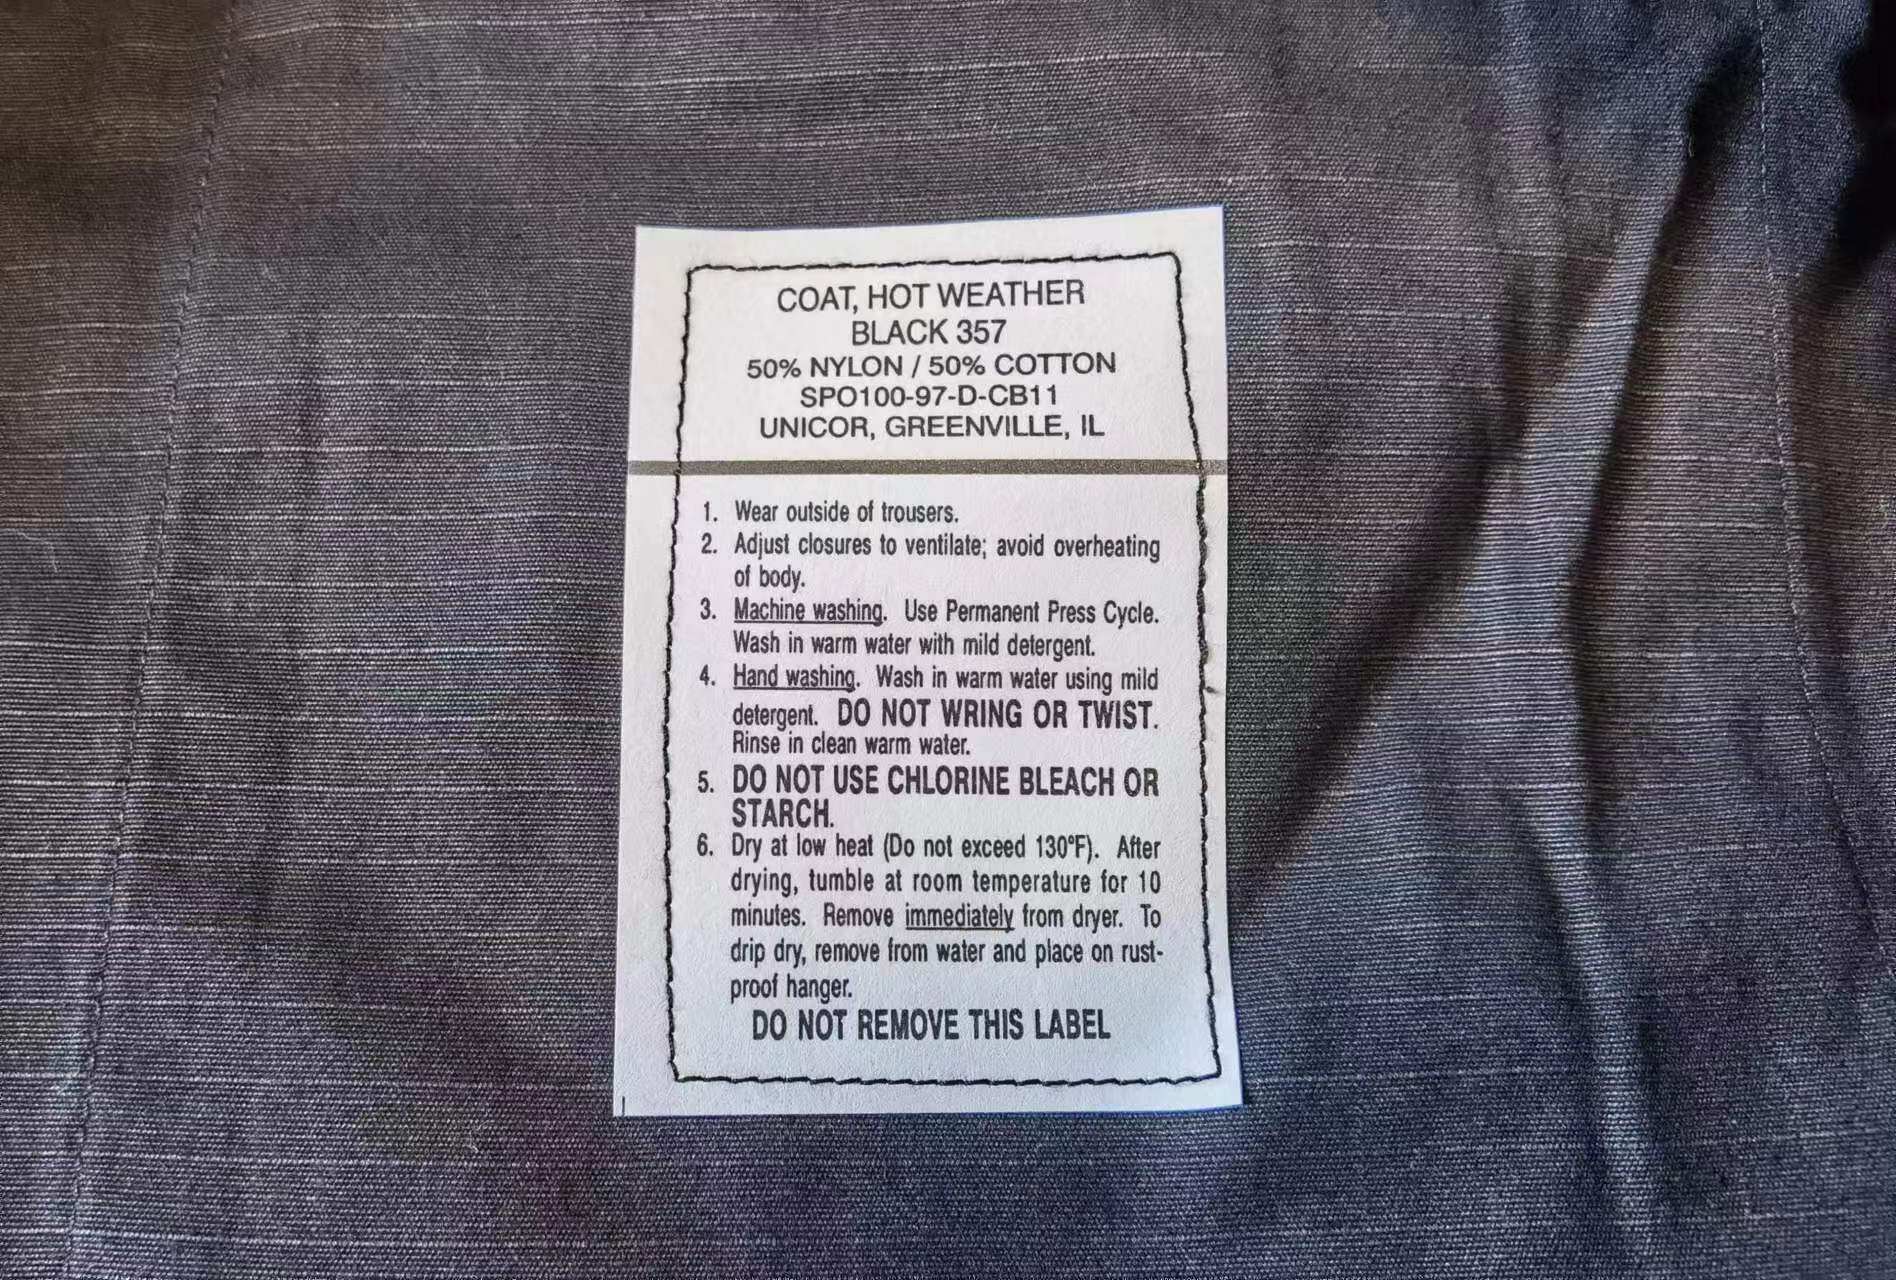 COAT, HOT WEATHER
BLACK 357
50% NYLON / 50% COTTON
SPO100-97-D-CB11
UNICOR, GREENVILLE, IL
1. Wear outside of trousers.
2. Adjust closures to ventilate; avoid overheating
of body.
3. Machine washing. Use Permanent Press Cycle.
Wash in warm water with mild detergent.
4. Hand washing. Wash in warm water using mild
detergent. DO NOT WRING OR TWIST.
Rinse in clean warm water.
5. DO NOT USE CHLORINE BLEACH OR
STARCH.
6. Dry at low heat (Do not exceed 130°F). After
drying, tumble at room temperature for 10
minutes. Remove immediately from dryer. To
drip dry, remove from water and place on rust-
proof hanger.
DO NOT REMOVE THIS LABEL